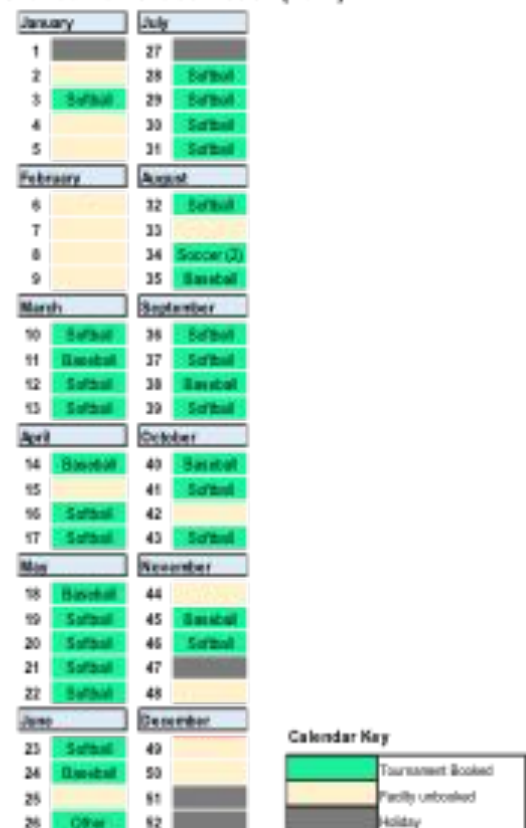 January
1
2
3 Softball
4
5
February
6
7
8
9
March
10 Softball
11 Baseball
12 Softball
13 Softball
April
14 Baseball
15
16 Softball
17 Softball
May
18 Baseball
19 Softball
20 Softball
21 Softball
22 Softball
June
23 Softball
24 Baseball
25
26 Other
July
27
28 Softball
29 Softball
30 Softball
31 Softball
August
32 Softball
33
34 Soccer (2)
35 Baseball
September
36 Softball
37 Softball
38 Baseball
39 Softball
October
40 Baseball
41 Softball
42
43 Softball
November
44
45 Baseball
46 Softball
47
48
December
49
50
51
52
Calendar Key
Tournament Booked
Facility unbooked
Holiday